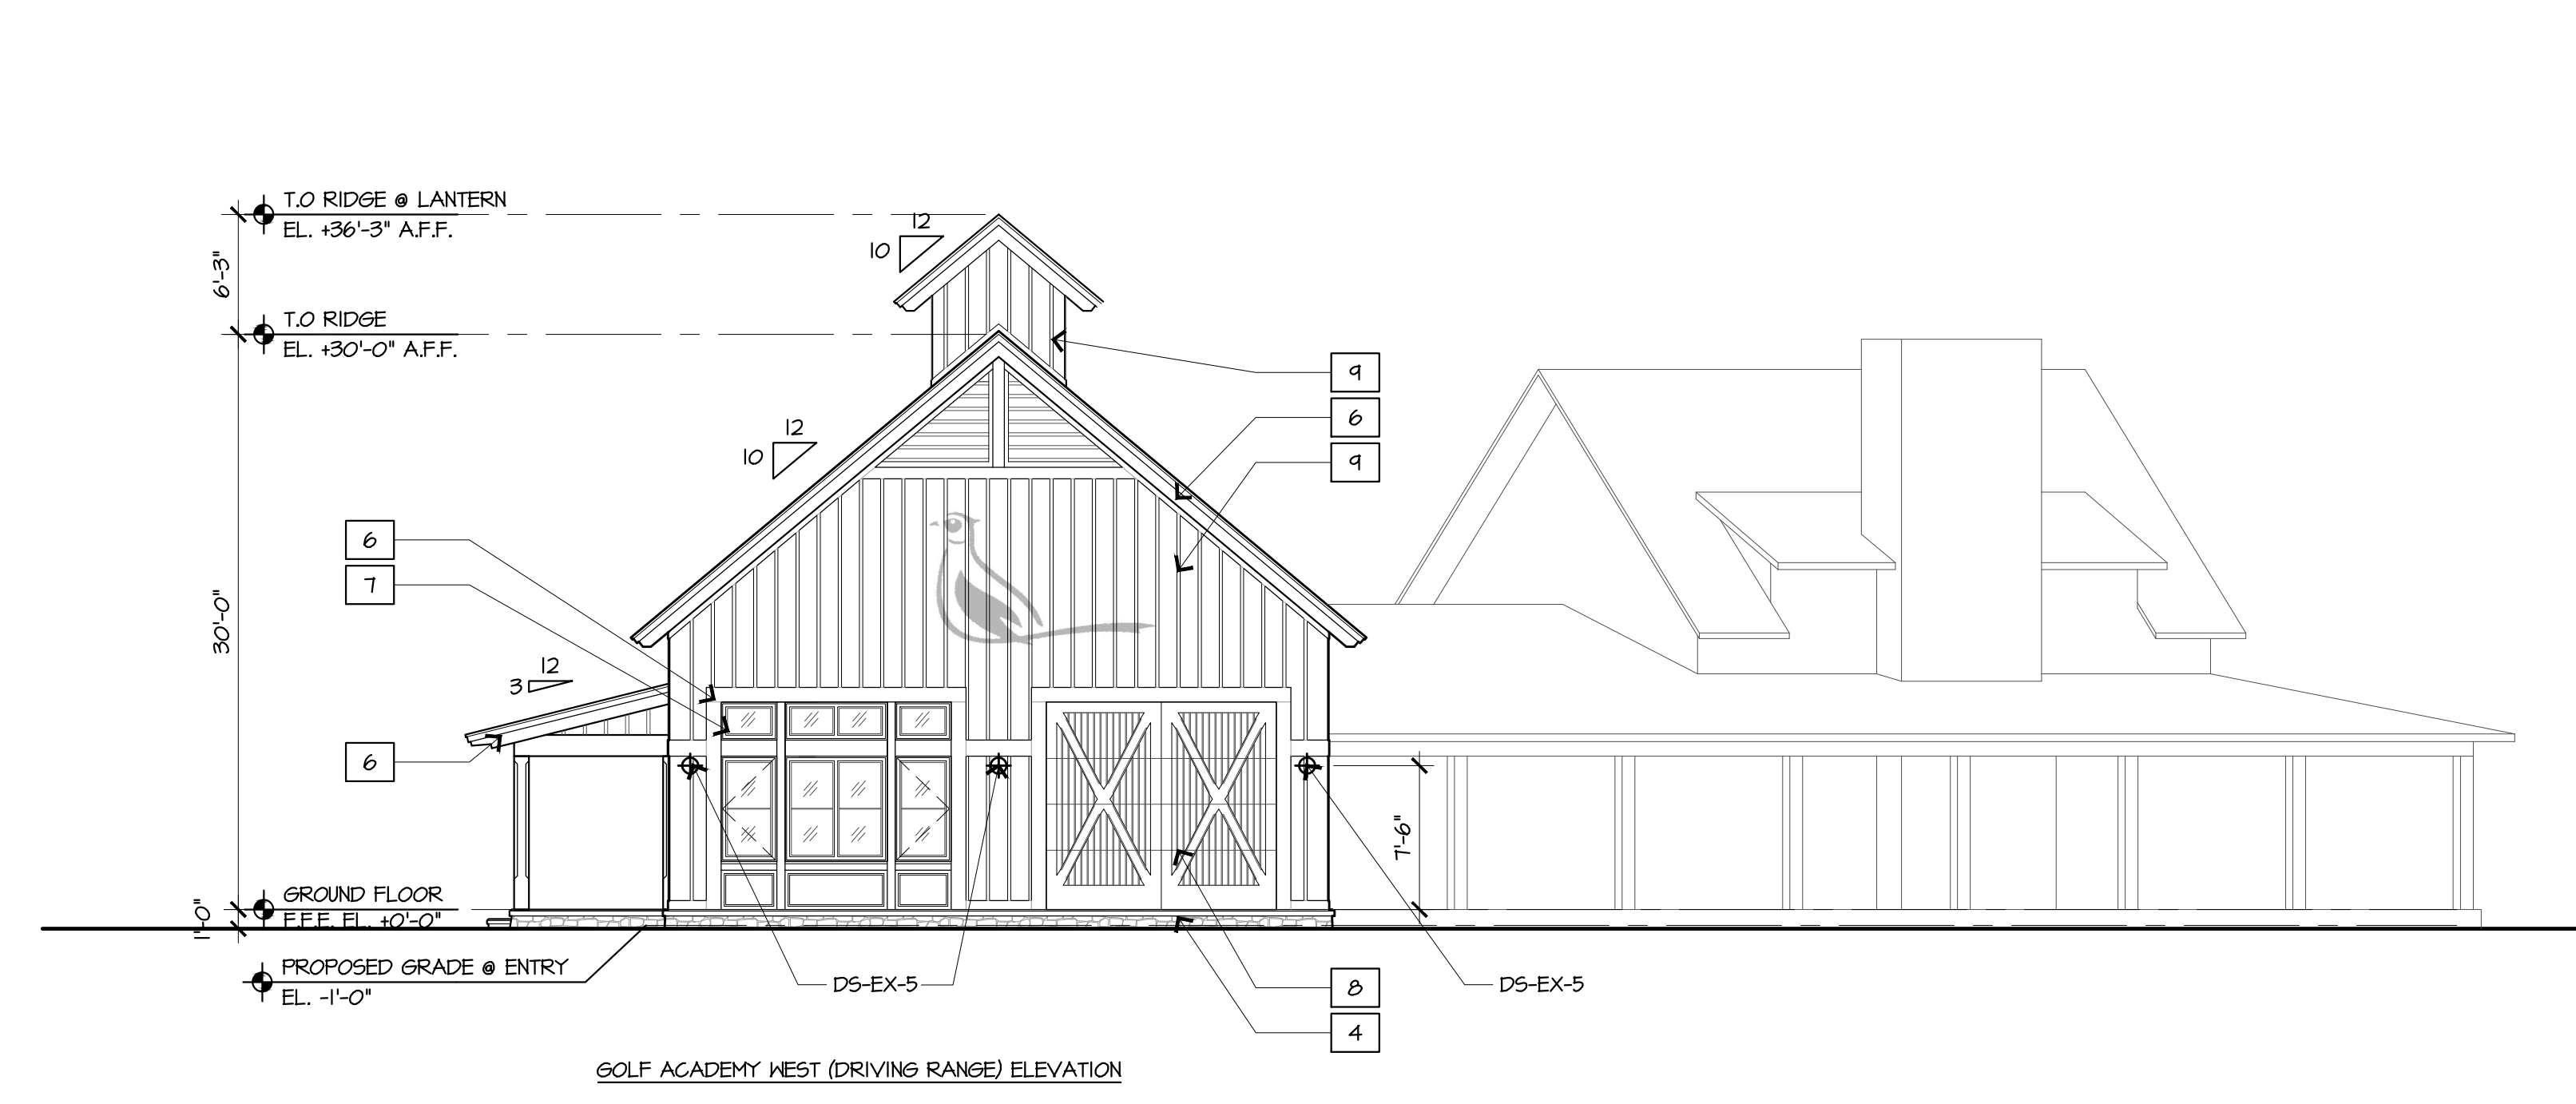 T.O RIDGE @ LANTERN
EL. +36'-3" A.F.F.
12
10
6'-3"
T.O RIDGE
EL. +30'-0" A.F.F.
9
6
12
10
9
6
7
30'-0"
12
3
6
7'-6"
GROUND FLOOR
F.F.E. EL. +0'-0"
1'-0"
PROPOSED GRADE @ ENTRY
EL. -1'-0"
DS-EX-5
8
DS-EX-5
4
GOLF ACADEMY WEST (DRIVING RANGE) ELEVATION